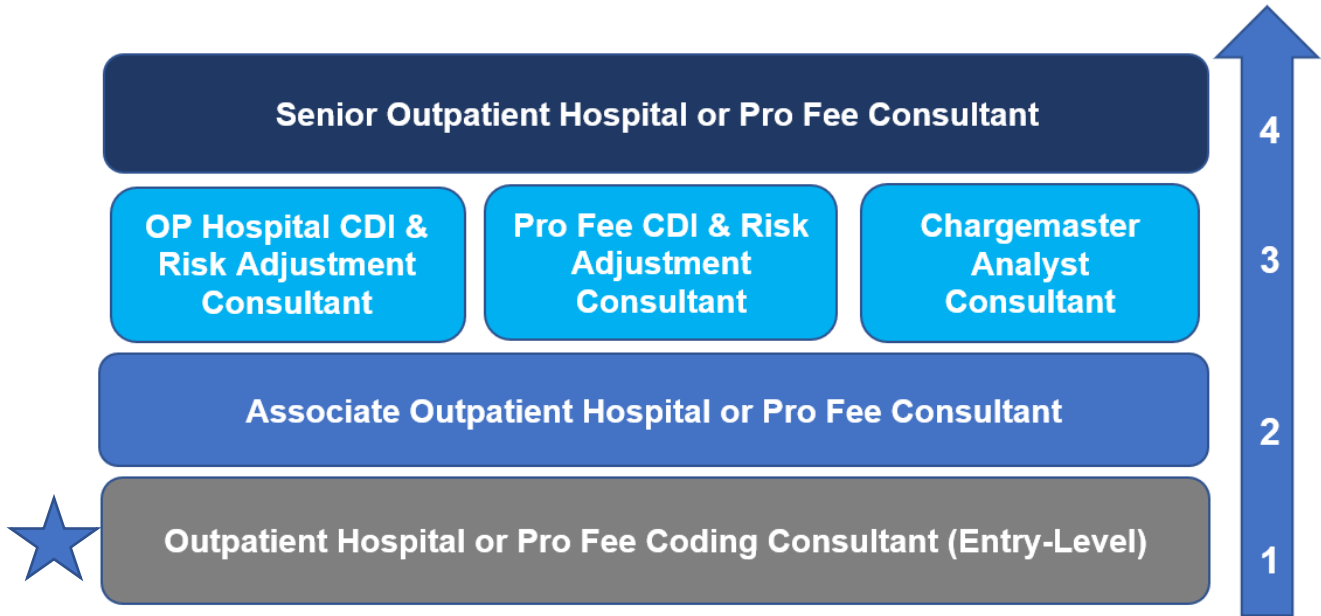 Senior Outpatient Hospital or Pro Fee Consultant
4
OP Hospital CDI &
Risk Adjustment
Consultant
Pro Fee CDI & Risk
Adjustment
Consultant
Chargemaster
Analyst
Consultant
3
Associate Outpatient Hospital or Pro Fee Consultant
2
Outpatient Hospital or Pro Fee Coding Consultant (Entry-Level)
1